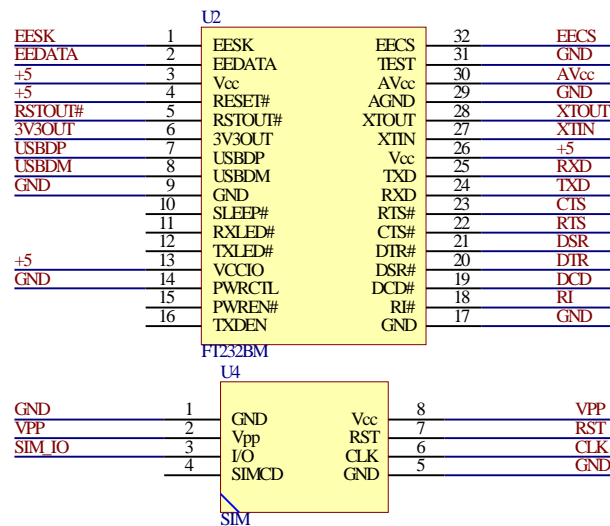 U2
EESK 1 EESK EECS 32 EECS
EEDATA 2 EEDATA TEST 31 GND
+5 3 Vcc AVcc 30 AVcc
+5 4 RESET# AGND 29 GND
RSTOUT# 5 RSTOUT# XTOUT 28 XTOUT
3V3OUT 6 3V3OUT XTIN 27 XTIN
USBDP 7 USBDP Vcc 26 +5
USBDM 8 USBDM TXD 25 RXD
GND 9 GND RXD 24 TXD
10 SLEEP# RTS# 23 CTS
11 RXLED# CTS# 22 RTS
12 TXLED# DTR# 21 DSR
+5 13 VCCIO DSR# 20 DTR
GND 14 PWRCTL DCD# 19 DCD
15 PWREN# RI# 18 RI
16 TXDEN GND 17 GND
FT232BM
U4
GND 1 GND Vcc 8 VPP
VPP 2 Vpp RST 7 RST
SIM_IO 3 I/O CLK 6 CLK
4 SIMCD GND 5 GND
SIM